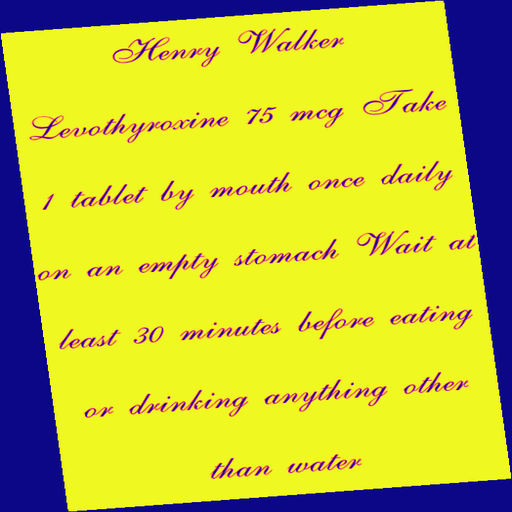 Henry Walker
Levothyroxine 75 mcg Take
1 tablet by mouth once daily
on an empty stomach Wait at
least 30 minutes before eating
or drinking anything other
than water